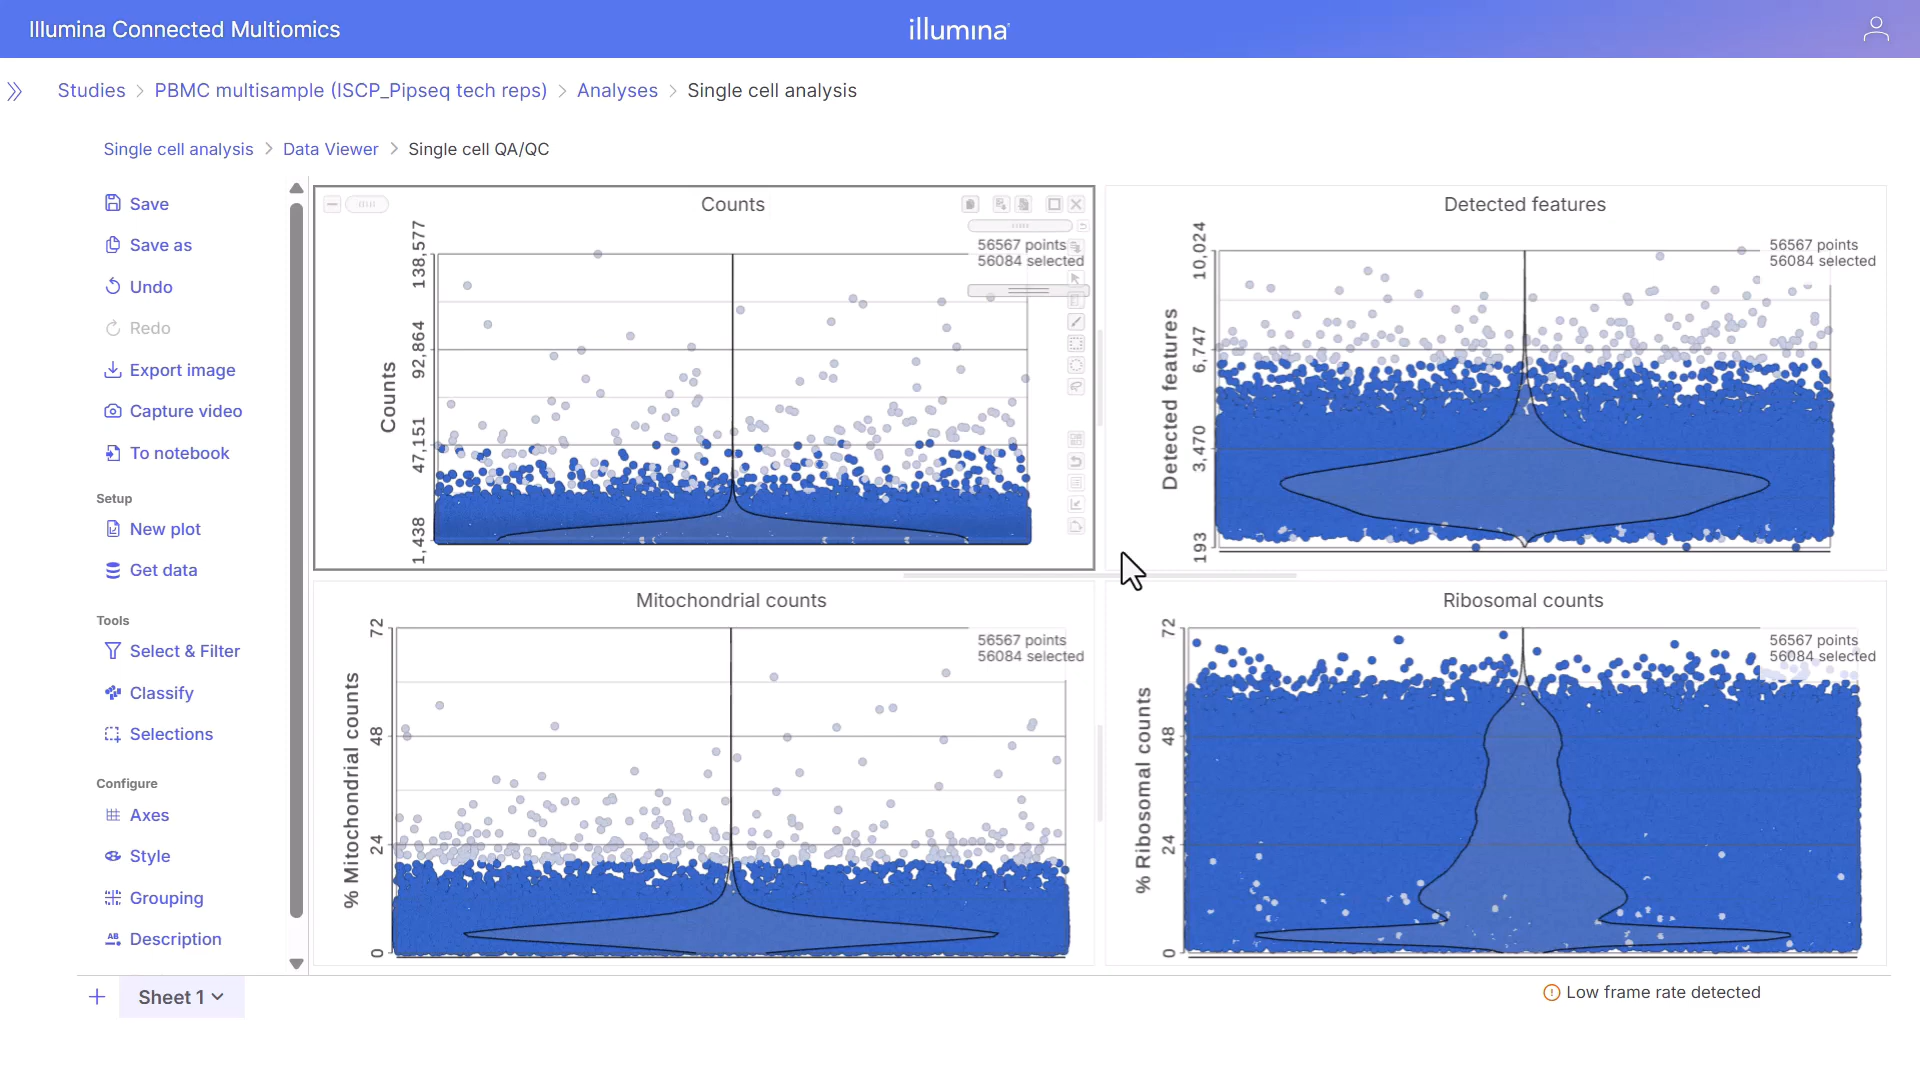 Illumina Connected Multiomics
illumina
Studies > PBMC multisample (ISCP_Pipseq tech reps) > Analyses > Single cell analysis
Single cell analysis > Data Viewer > Single cell QA/QC
Save
Save as
Undo
Redo
Export image
Capture video
To notebook
Setup
New plot
Get data
Tools
Select & Filter
Classify
Selections
Configure
Axes
Style
Grouping
Description
Counts
56567 points
56084 selected
Counts
138,577
92,864
47,151
1,438
Detected features
56567 points
56084 selected
Detected features
10,024
6,747
3,470
193
Mitochondrial counts
56567 points
56084 selected
% Mitochondrial counts
72
48
24
0
Ribosomal counts
56567 points
56084 selected
% Ribosomal counts
72
48
24
0
Sheet 1
Low frame rate detected